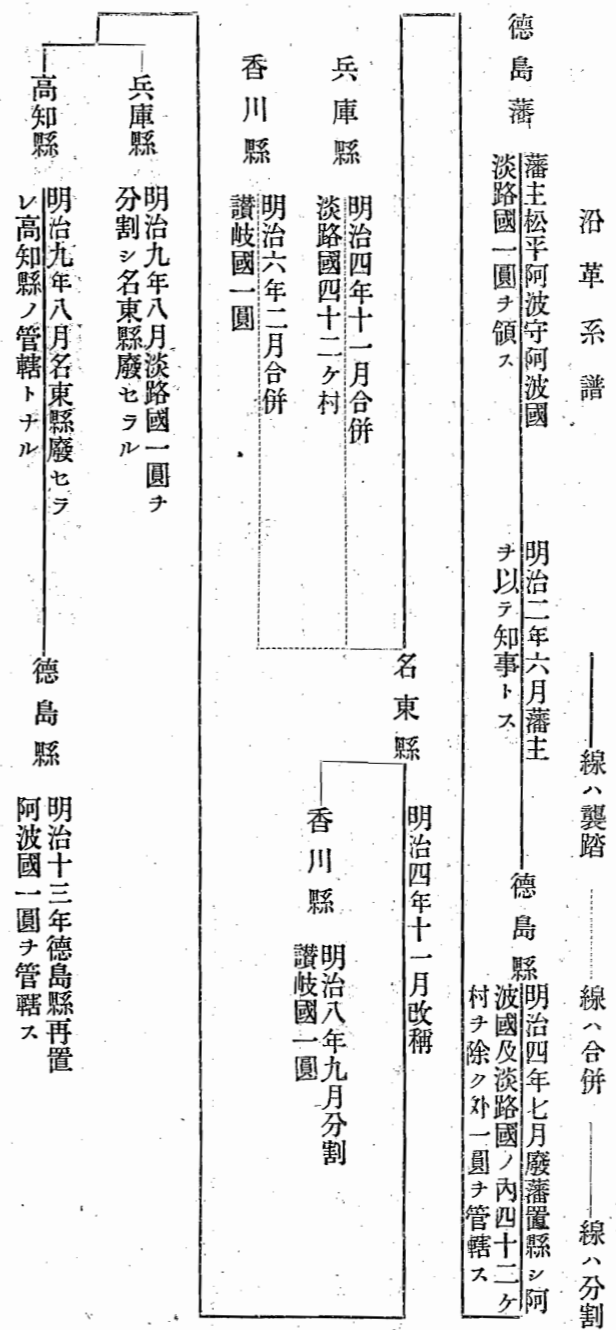 沿革系譜
線ハ襲踏
線ハ合併
線ハ分割
德島藩
藩主松平阿波守阿波國
淡路國一圓ヲ領ス
明治二年六月藩主
ヲ以テ知事トス
德島縣
明治四年七月廢藩置縣シ阿
波國及淡路國ノ內四十二ケ
村ヲ除ク外一圓ヲ管轄ス
兵庫縣
明治四年十一月合併
淡路國四十二ケ村
香川縣
明治六年二月合併
讃岐國一圓
名東縣
明治四年十一月改稱
香川縣
明治八年九月分割
讃岐國一圓
兵庫縣
明治九年八月淡路國一圓ヲ
分割シ名東縣廢セラル
高知縣
明治九年八月名東縣廢セラ
レ高知縣ノ管轄トナル
德島縣
明治十三年德島縣再置
阿波國一圓ヲ管轄ス